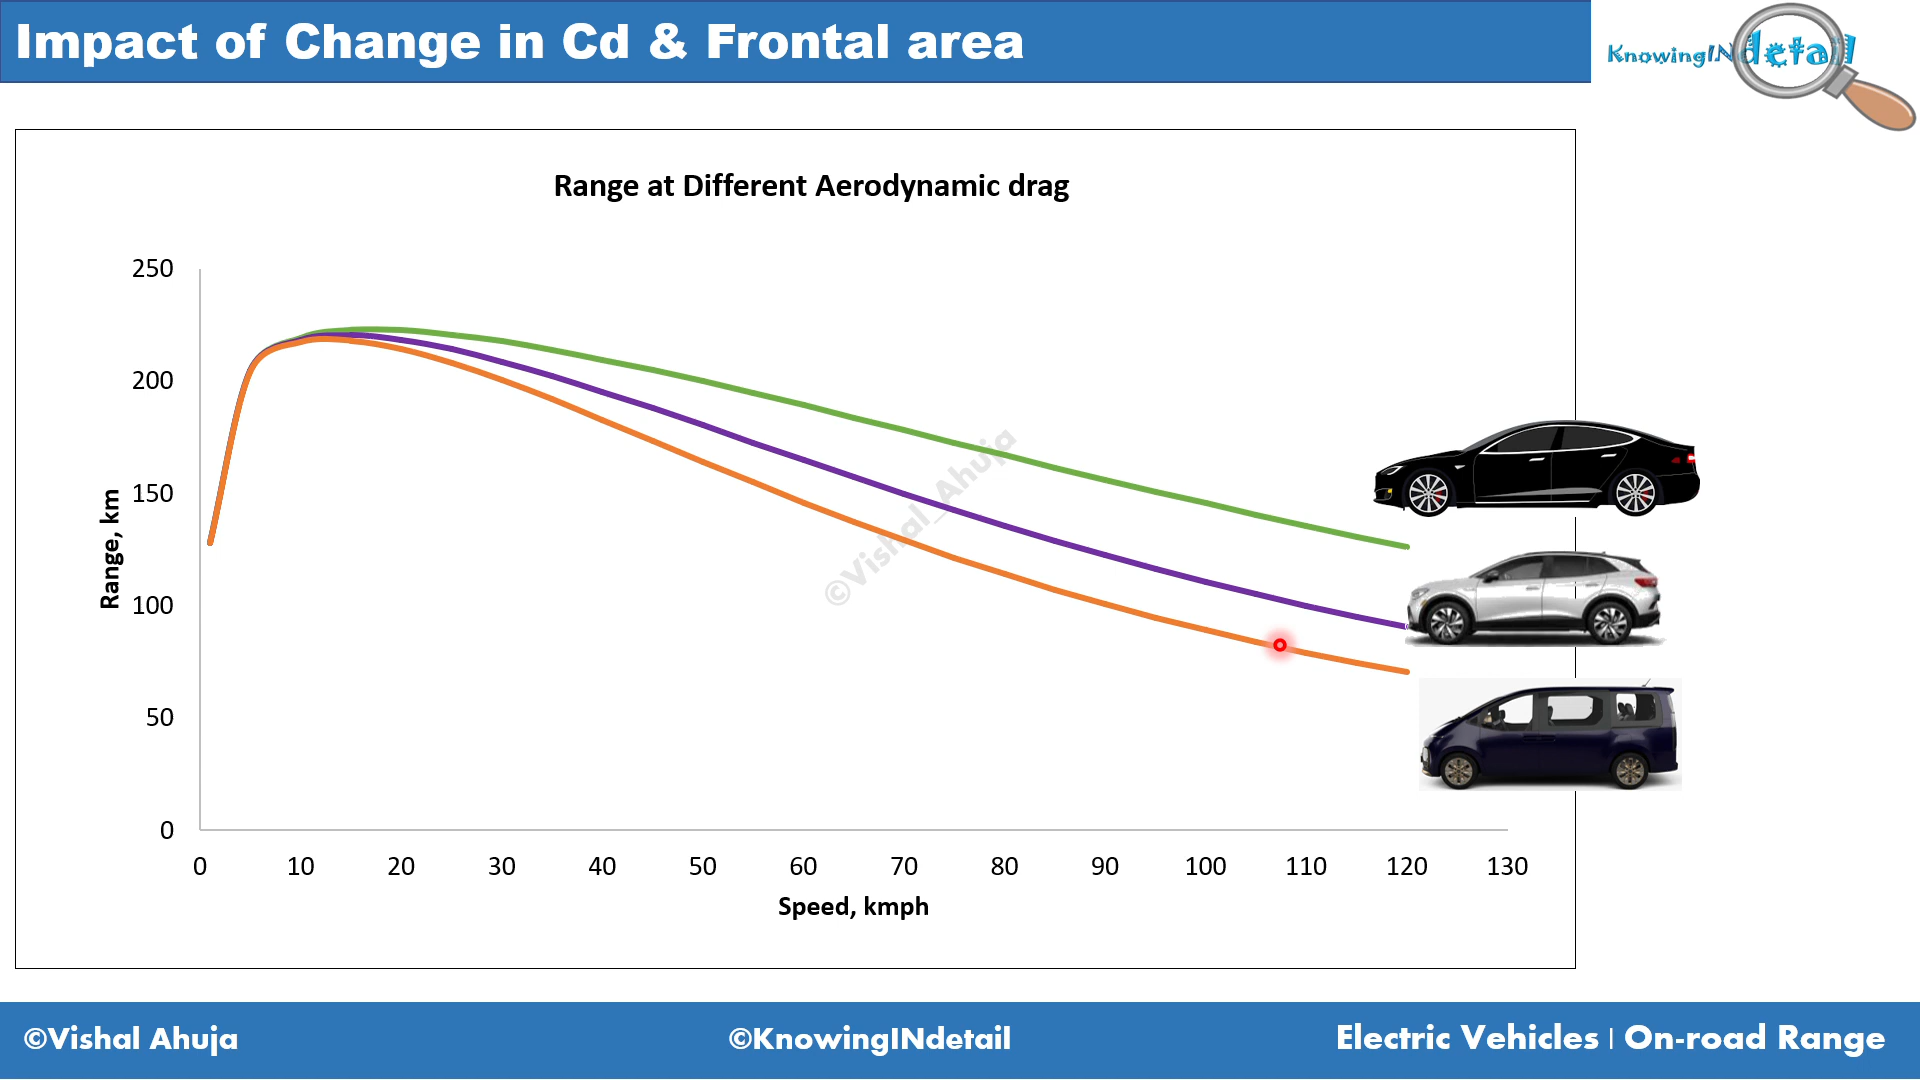 Impact of Change in Cd & Frontal area
KnowingINdetail
Range at Different Aerodynamic drag
250
200
150
100
50
0
Range, km
©Vishal_Ahuja
0 10 20 30 40 50 60 70 80 90 100 110 120 130
Speed, kmph
©Vishal Ahuja
©KnowingINdetail
Electric Vehicles | On-road Range